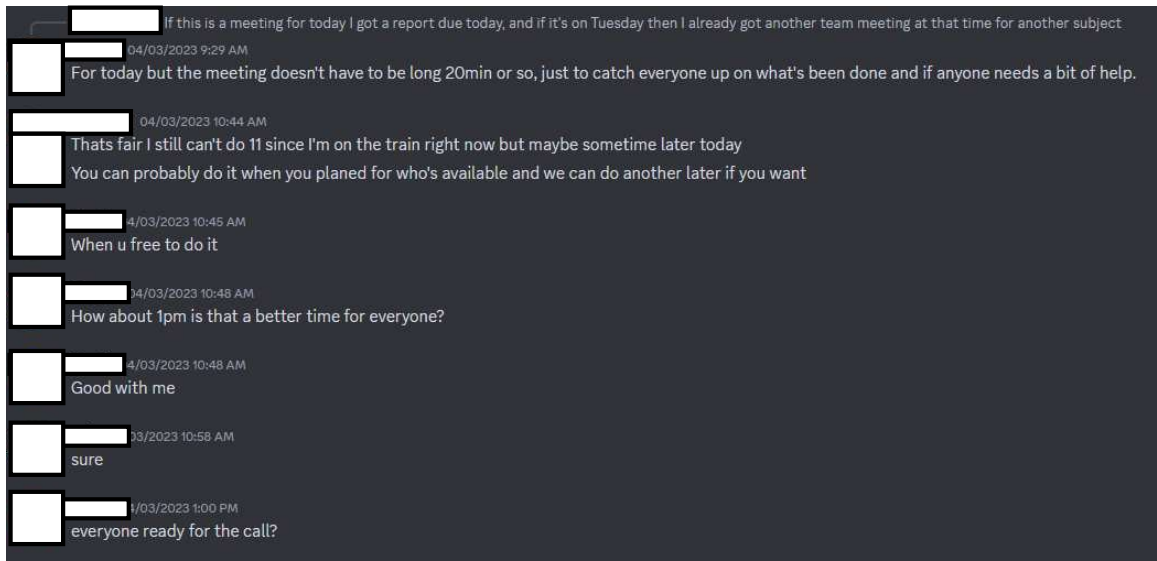 If this is a meeting for today I got a report due today, and if it's on Tuesday then I already got another team meeting at that time for another subject
04/03/2023 9:29 AM
For today but the meeting doesn't have to be long 20min or so, just to catch everyone up on what's been done and if anyone needs a bit of help.
04/03/2023 10:44 AM
Thats fair I still can't do 11 since I'm on the train right now but maybe sometime later today
You can probably do it when you planed for who's available and we can do another later if you want
4/03/2023 10:45 AM
When u free to do it
04/03/2023 10:48 AM
How about 1pm is that a better time for everyone?
4/03/2023 10:48 AM
Good with me
03/2023 10:58 AM
sure
/03/2023 1:00 PM
everyone ready for the call?